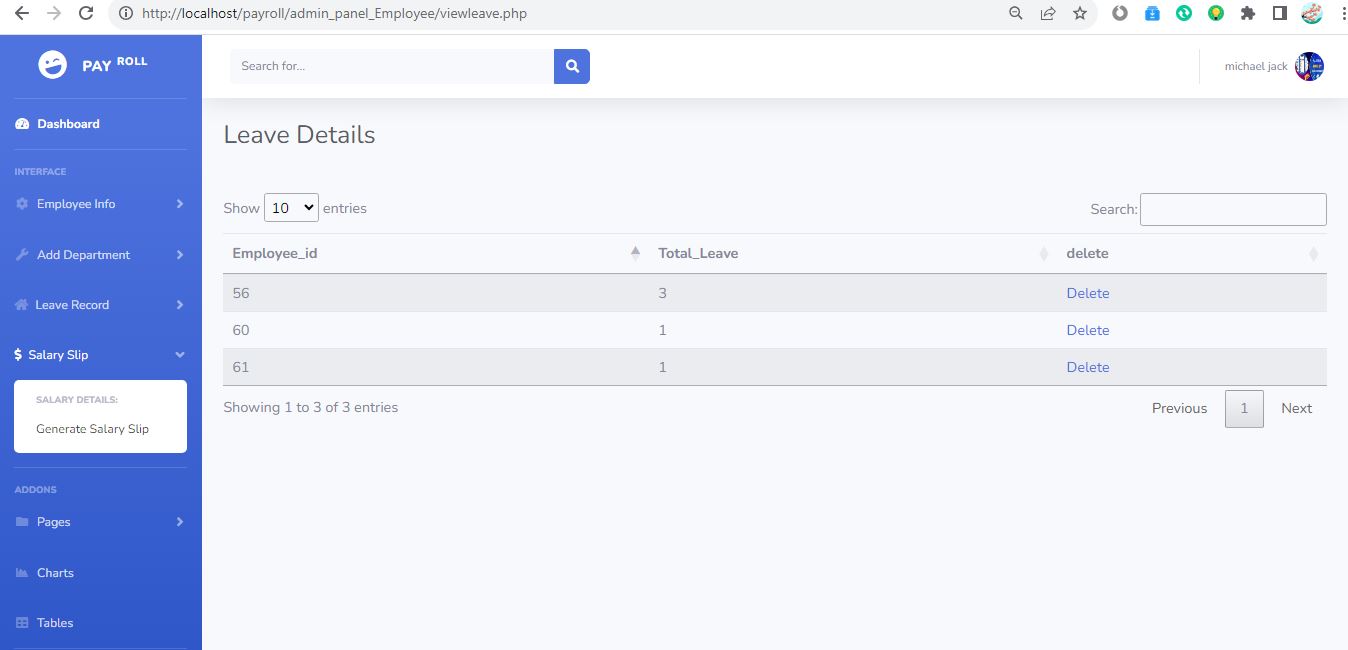 http://localhost/payroll/admin_panel_Employee/viewleave.php
PAY ROLL
Search for...
michael jack
Dashboard
INTERFACE
Employee Info
Add Department
Leave Record
Salary Slip
SALARY DETAILS:
Generate Salary Slip
ADDONS
Pages
Charts
Tables
Leave Details
Show 10 entries Search:
Employee_id Total_Leave delete
56 3 Delete
60 1 Delete
61 1 Delete
Showing 1 to 3 of 3 entries Previous 1 Next